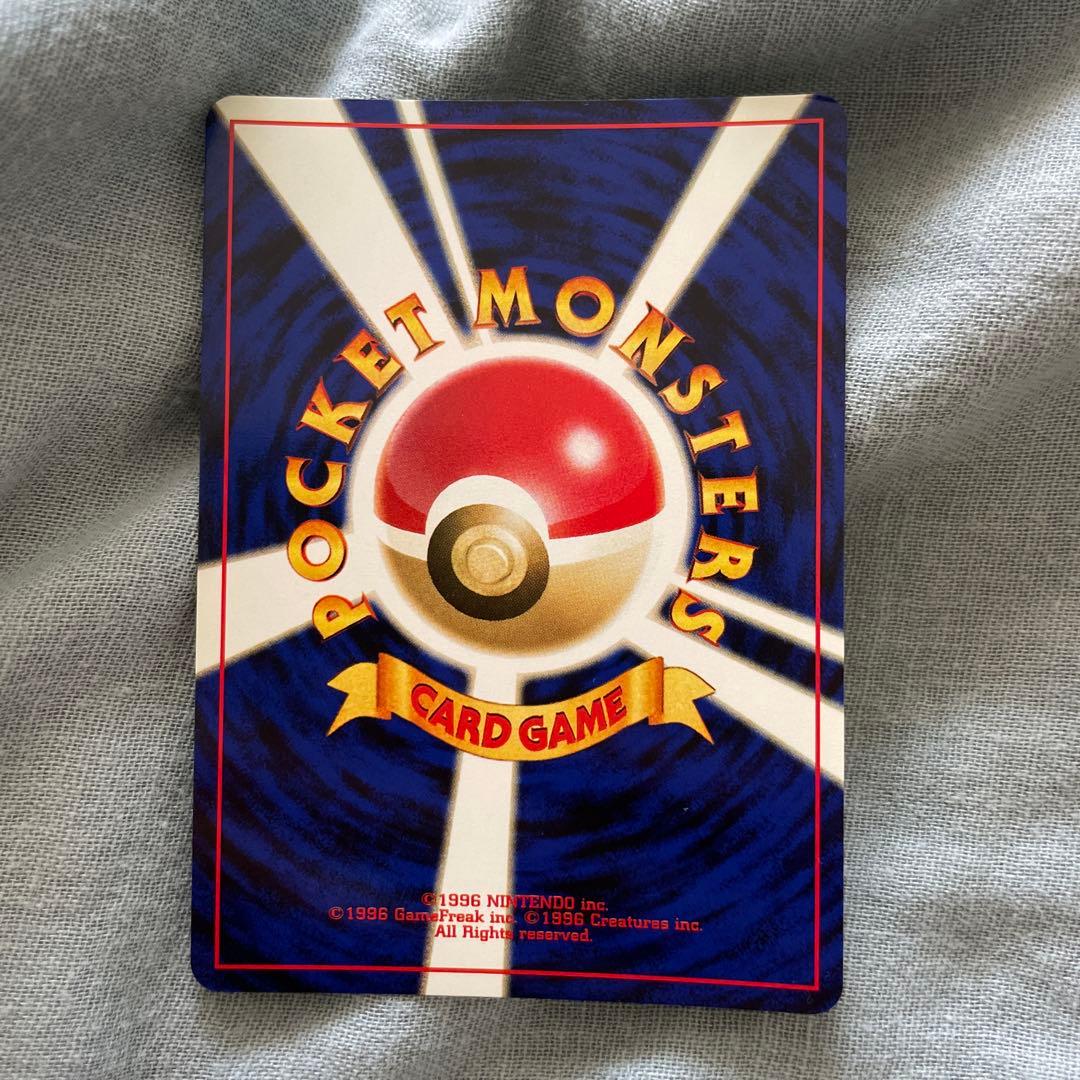 POCKET MONSTERS
CARD GAME
©1996 NINTENDO inc.
©1996 GameFreak inc. ©1996 Creatures inc.
All Rights reserved.